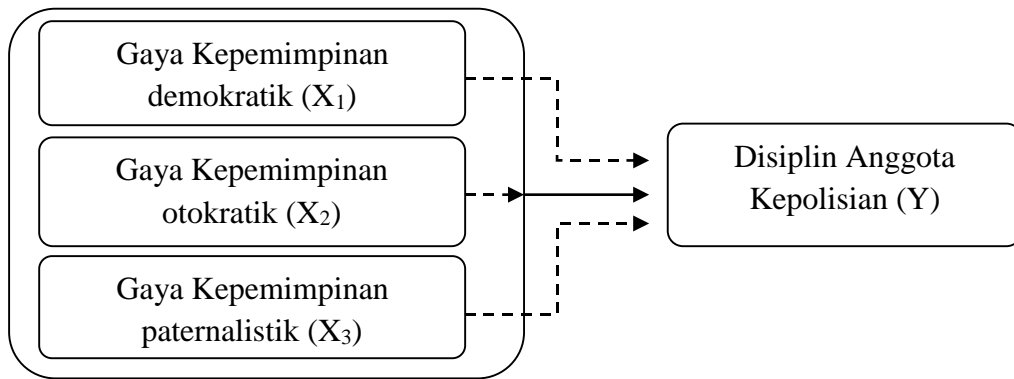 Gaya Kepemimpinan
demokratik (X₁)
Gaya Kepemimpinan
otokratik (X₂)
Gaya Kepemimpinan
paternalistik (X₃)
Disiplin Anggota
Kepolisian (Y)